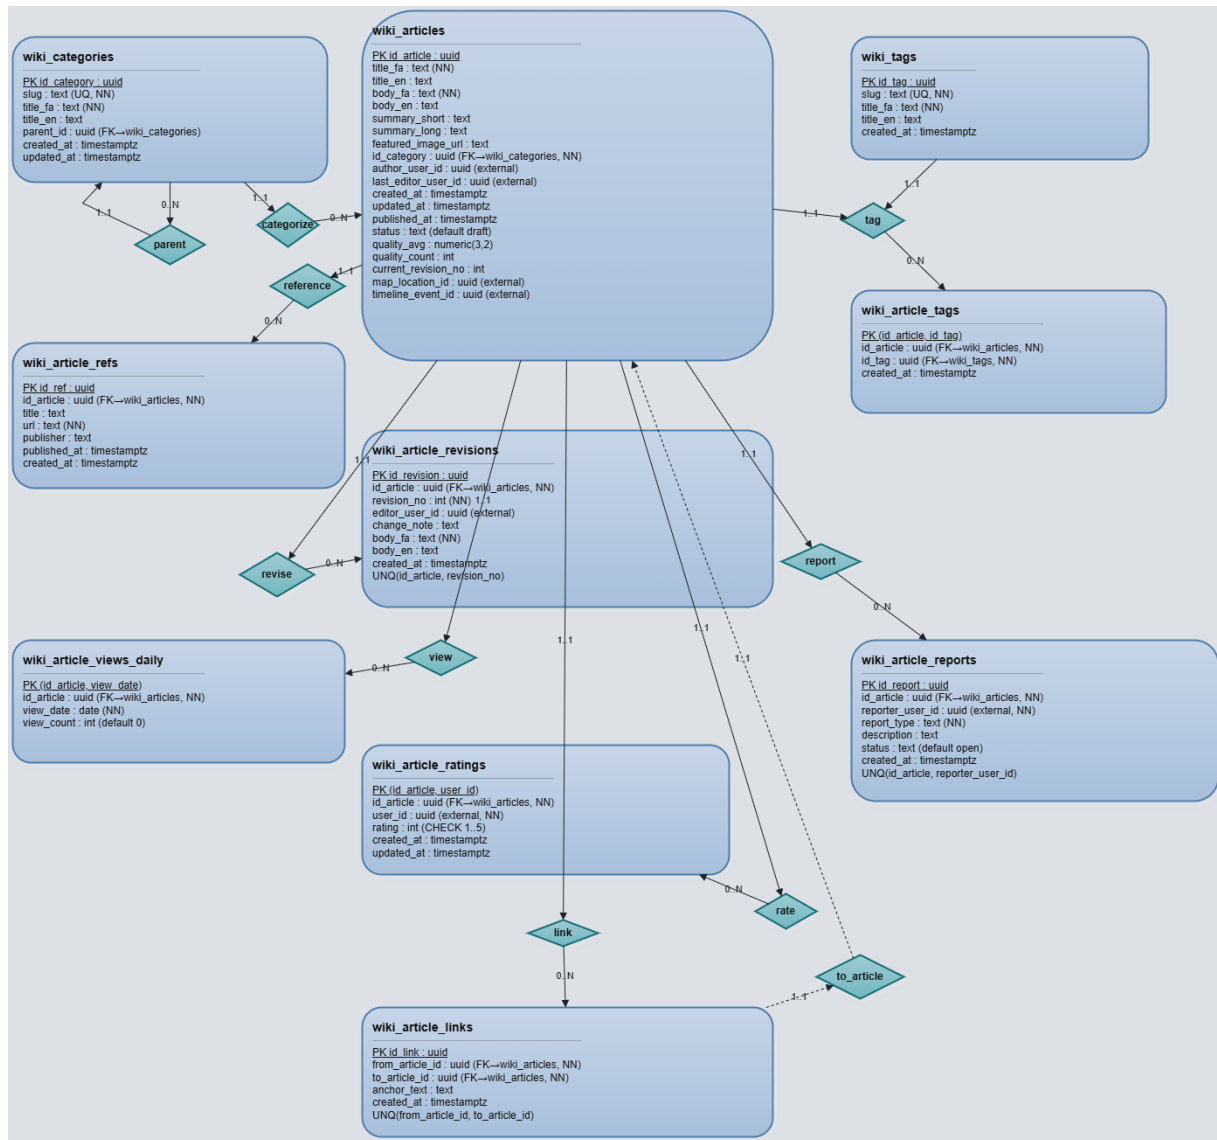 wiki_categories
PK id_category : uuid
slug : text (UQ, NN)
title_fa : text (NN)
title_en : text
parent_id : uuid (FK→wiki_categories)
created_at : timestamptz
updated_at : timestamptz
wiki_articles
PK id_article : uuid
title_fa : text (NN)
title_en : text
body_fa : text (NN)
body_en : text
summary_short : text
summary_long : text
featured_image_url : text
id_category : uuid (FK→wiki_categories, NN)
author_user_id : uuid (external)
last_editor_user_id : uuid (external)
created_at : timestamptz
updated_at : timestamptz
published_at : timestamptz
status : text (default draft)
quality_avg : numeric(3,2)
quality_count : int
current_revision_no : int
map_location_id : uuid (external)
timeline_event_id : uuid (external)
wiki_tags
PK id_tag : uuid
slug : text (UQ, NN)
title_fa : text (NN)
title_en : text
created_at : timestamptz
1..1
0..N
1..1
parent
categorize
0..N
1..1
reference
0..N
1..1
1..1
tag
0..N
wiki_article_tags
PK (id_article, id_tag)
id_article : uuid (FK→wiki_articles, NN)
id_tag : uuid (FK→wiki_tags, NN)
created_at : timestamptz
wiki_article_refs
PK id_ref : uuid
id_article : uuid (FK→wiki_articles, NN)
title : text
url : text (NN)
publisher : text
published_at : timestamptz
created_at : timestamptz
wiki_article_revisions
PK id_revision : uuid
id_article : uuid (FK→wiki_articles, NN)
revision_no : int (NN)
editor_user_id : uuid (external)
change_note : text
body_fa : text (NN)
body_en : text
created_at : timestamptz
UNQ(id_article, revision_no)
1..1
1..1
1..1
revise
0..N
report
0..N
view
0..N
1..1
1..1
1..1
wiki_article_views_daily
PK (id_article, view_date)
id_article : uuid (FK→wiki_articles, NN)
view_date : date (NN)
view_count : int (default 0)
wiki_article_reports
PK id_report : uuid
id_article : uuid (FK→wiki_articles, NN)
reporter_user_id : uuid (external, NN)
report_type : text (NN)
description : text
status : text (default open)
created_at : timestamptz
UNQ(id_article, reporter_user_id)
wiki_article_ratings
PK (id_article, user_id)
id_article : uuid (FK→wiki_articles, NN)
user_id : uuid (external, NN)
rating : int (CHECK 1..5)
created_at : timestamptz
updated_at : timestamptz
0..N
rate
link
0..N
to_article
1..1
wiki_article_links
PK id_link : uuid
from_article_id : uuid (FK→wiki_articles, NN)
to_article_id : uuid (FK→wiki_articles, NN)
anchor_text : text
created_at : timestamptz
UNQ(from_article_id, to_article_id)